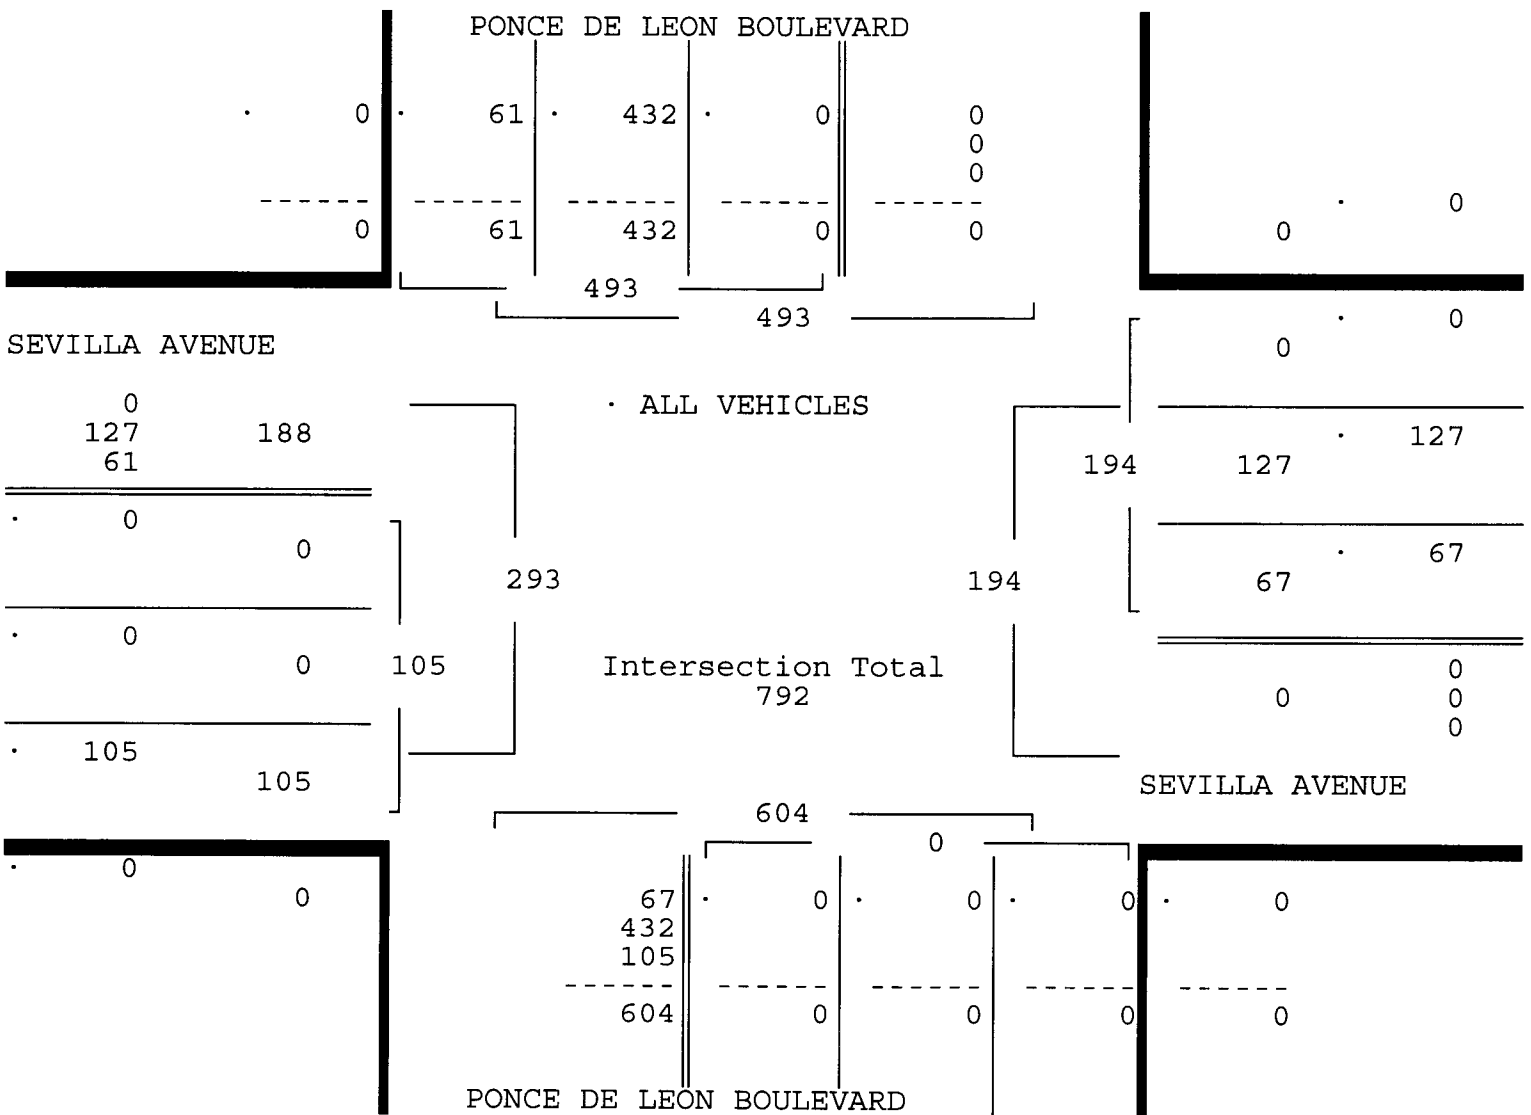 PONCE DE LEON BOULEVARD
· 0 · 61 · 432 · 0 0
0
0
------ ------ ------ ------ ------ · 0
0 61 432 0 0 0
493
493 · 0
SEVILLA AVENUE 0
0 · ALL VEHICLES
127 188 · 127
61 194 127
· 0
0 · 67
293 194 67
· 0
0 105 Intersection Total 0
792 0 0
0
· 105
105 SEVILLA AVENUE
604
0
· 0
0 67 · 0 · 0 · 0 · 0
432
105
------ ------ ------ ------ ------
604 0 0 0 0
PONCE DE LEON BOULEVARD